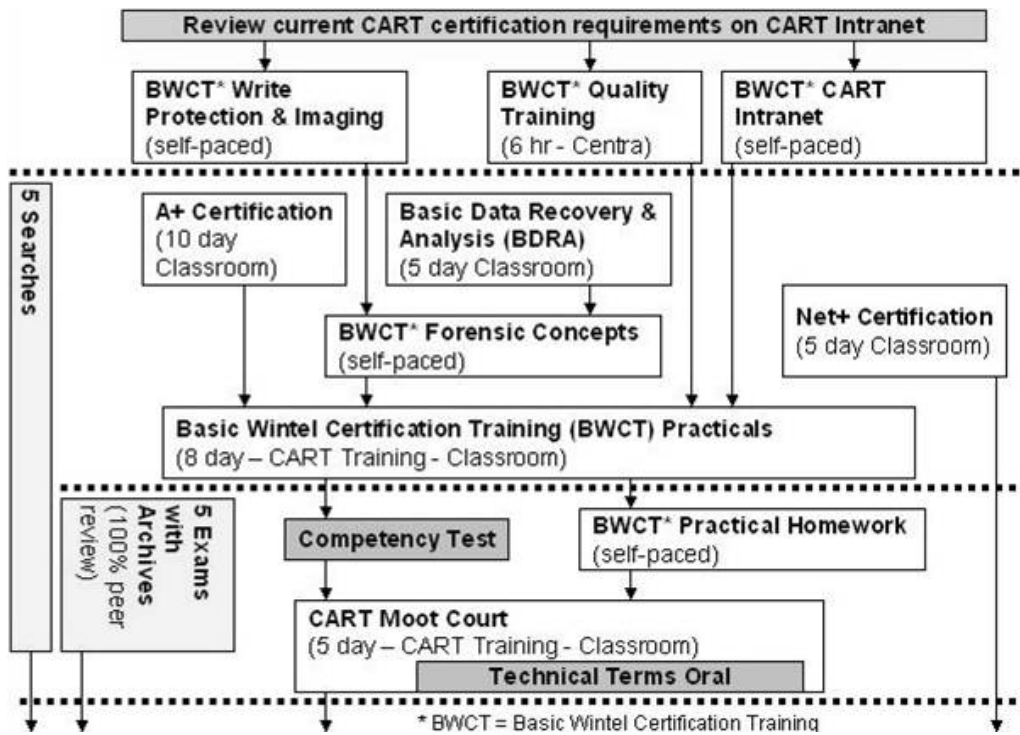 Review current CART certification requirements on CART Intranet
BWCT* Write
Protection & Imaging
(self-paced)
BWCT* Quality
Training
(6 hr - Centra)
BWCT* CART
Intranet
(self-paced)
5 Searches
A+ Certification
(10 day
Classroom)
Basic Data Recovery &
Analysis (BDRA)
(5 day Classroom)
BWCT* Forensic Concepts
(self-paced)
Net+ Certification
(5 day Classroom)
Basic Wintel Certification Training (BWCT) Practicals
(8 day – CART Training - Classroom)
5 Exams
with
Archives
(100% peer
review)
Competency Test
BWCT* Practical Homework
(self-paced)
CART Moot Court
(5 day – CART Training - Classroom)
Technical Terms Oral
* BWCT = Basic Wintel Certification Training